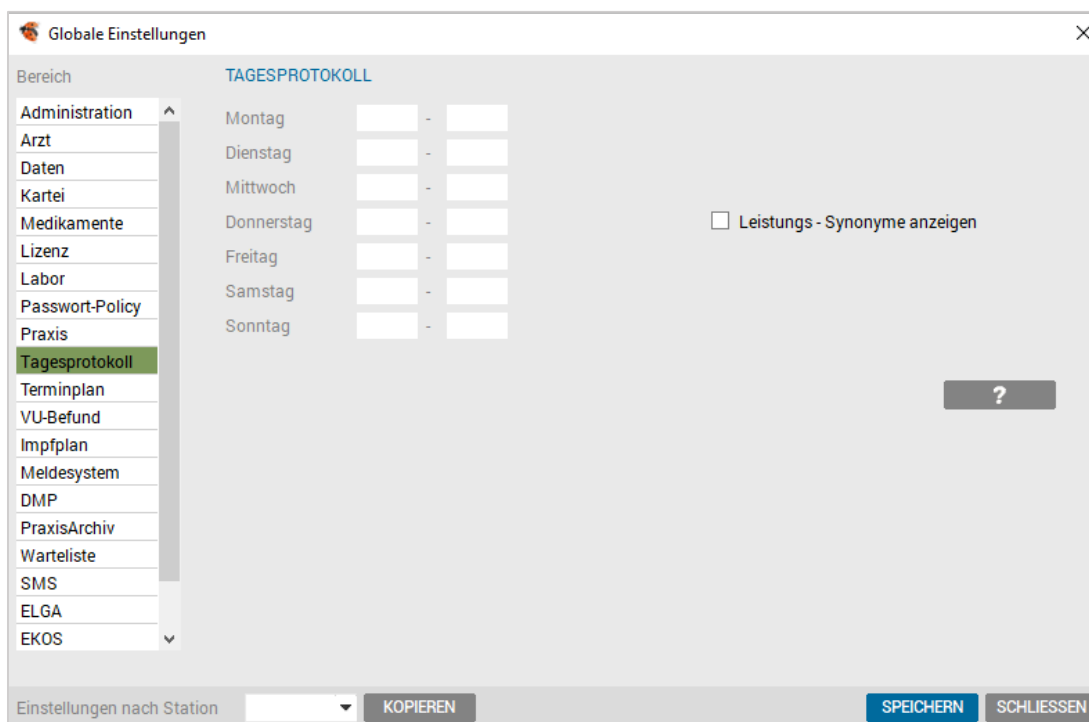 Globale Einstellungen
Bereich
Administration
Arzt
Daten
Kartei
Medikamente
Lizenz
Labor
Passwort-Policy
Praxis
Tagesprotokoll
Terminplan
VU-Befund
Impfplan
Meldesystem
DMP
PraxisArchiv
Warteliste
SMS
ELGA
EKOS
TAGESPROTOKOLL
Montag -
Dienstag -
Mittwoch -
Donnerstag -
Freitag -
Samstag -
Sonntag -
Leistungs - Synonyme anzeigen
?
Einstellungen nach Station KOPIEREN SPEICHERN SCHLIESSEN